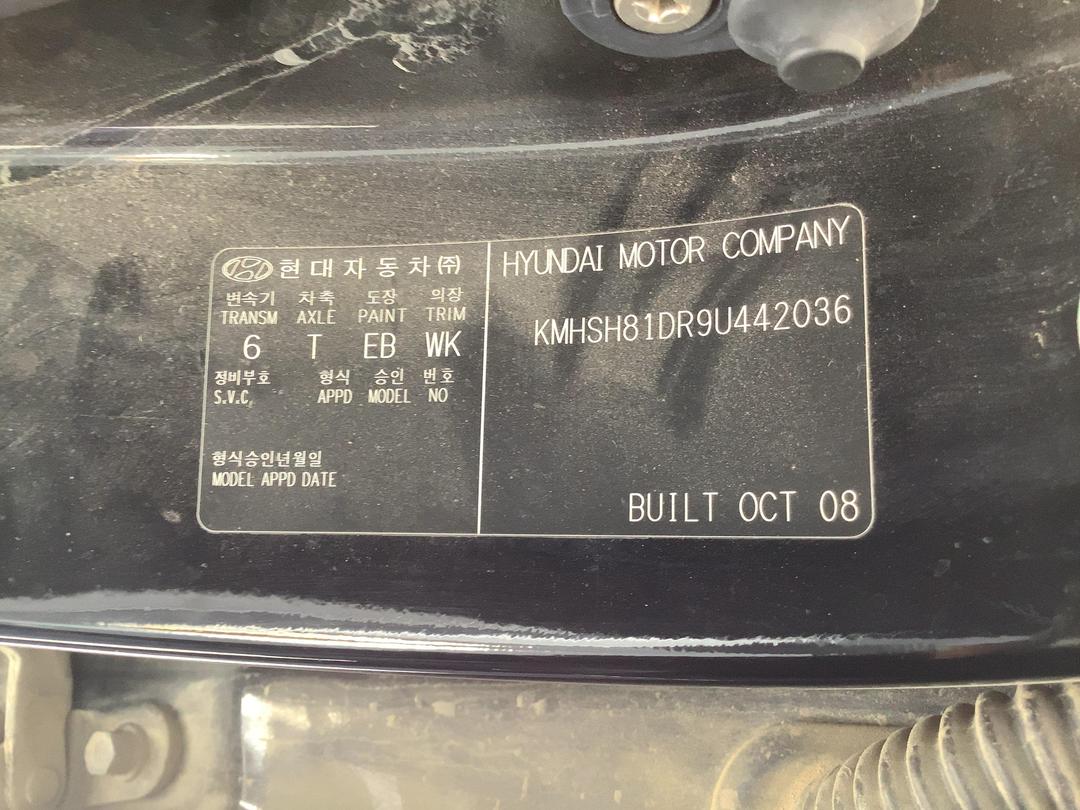 현대자동차㈜
변속기 차축 도장 의장
TRANSM AXLE PAINT TRIM
6 T EB WK
정비부호 형식 승인 번호
S.V.C. APPD MODEL NO
형식승인년월일
MODEL APPD DATE
HYUNDAI MOTOR COMPANY
KMHSH81DR9U442036
BUILT OCT 08